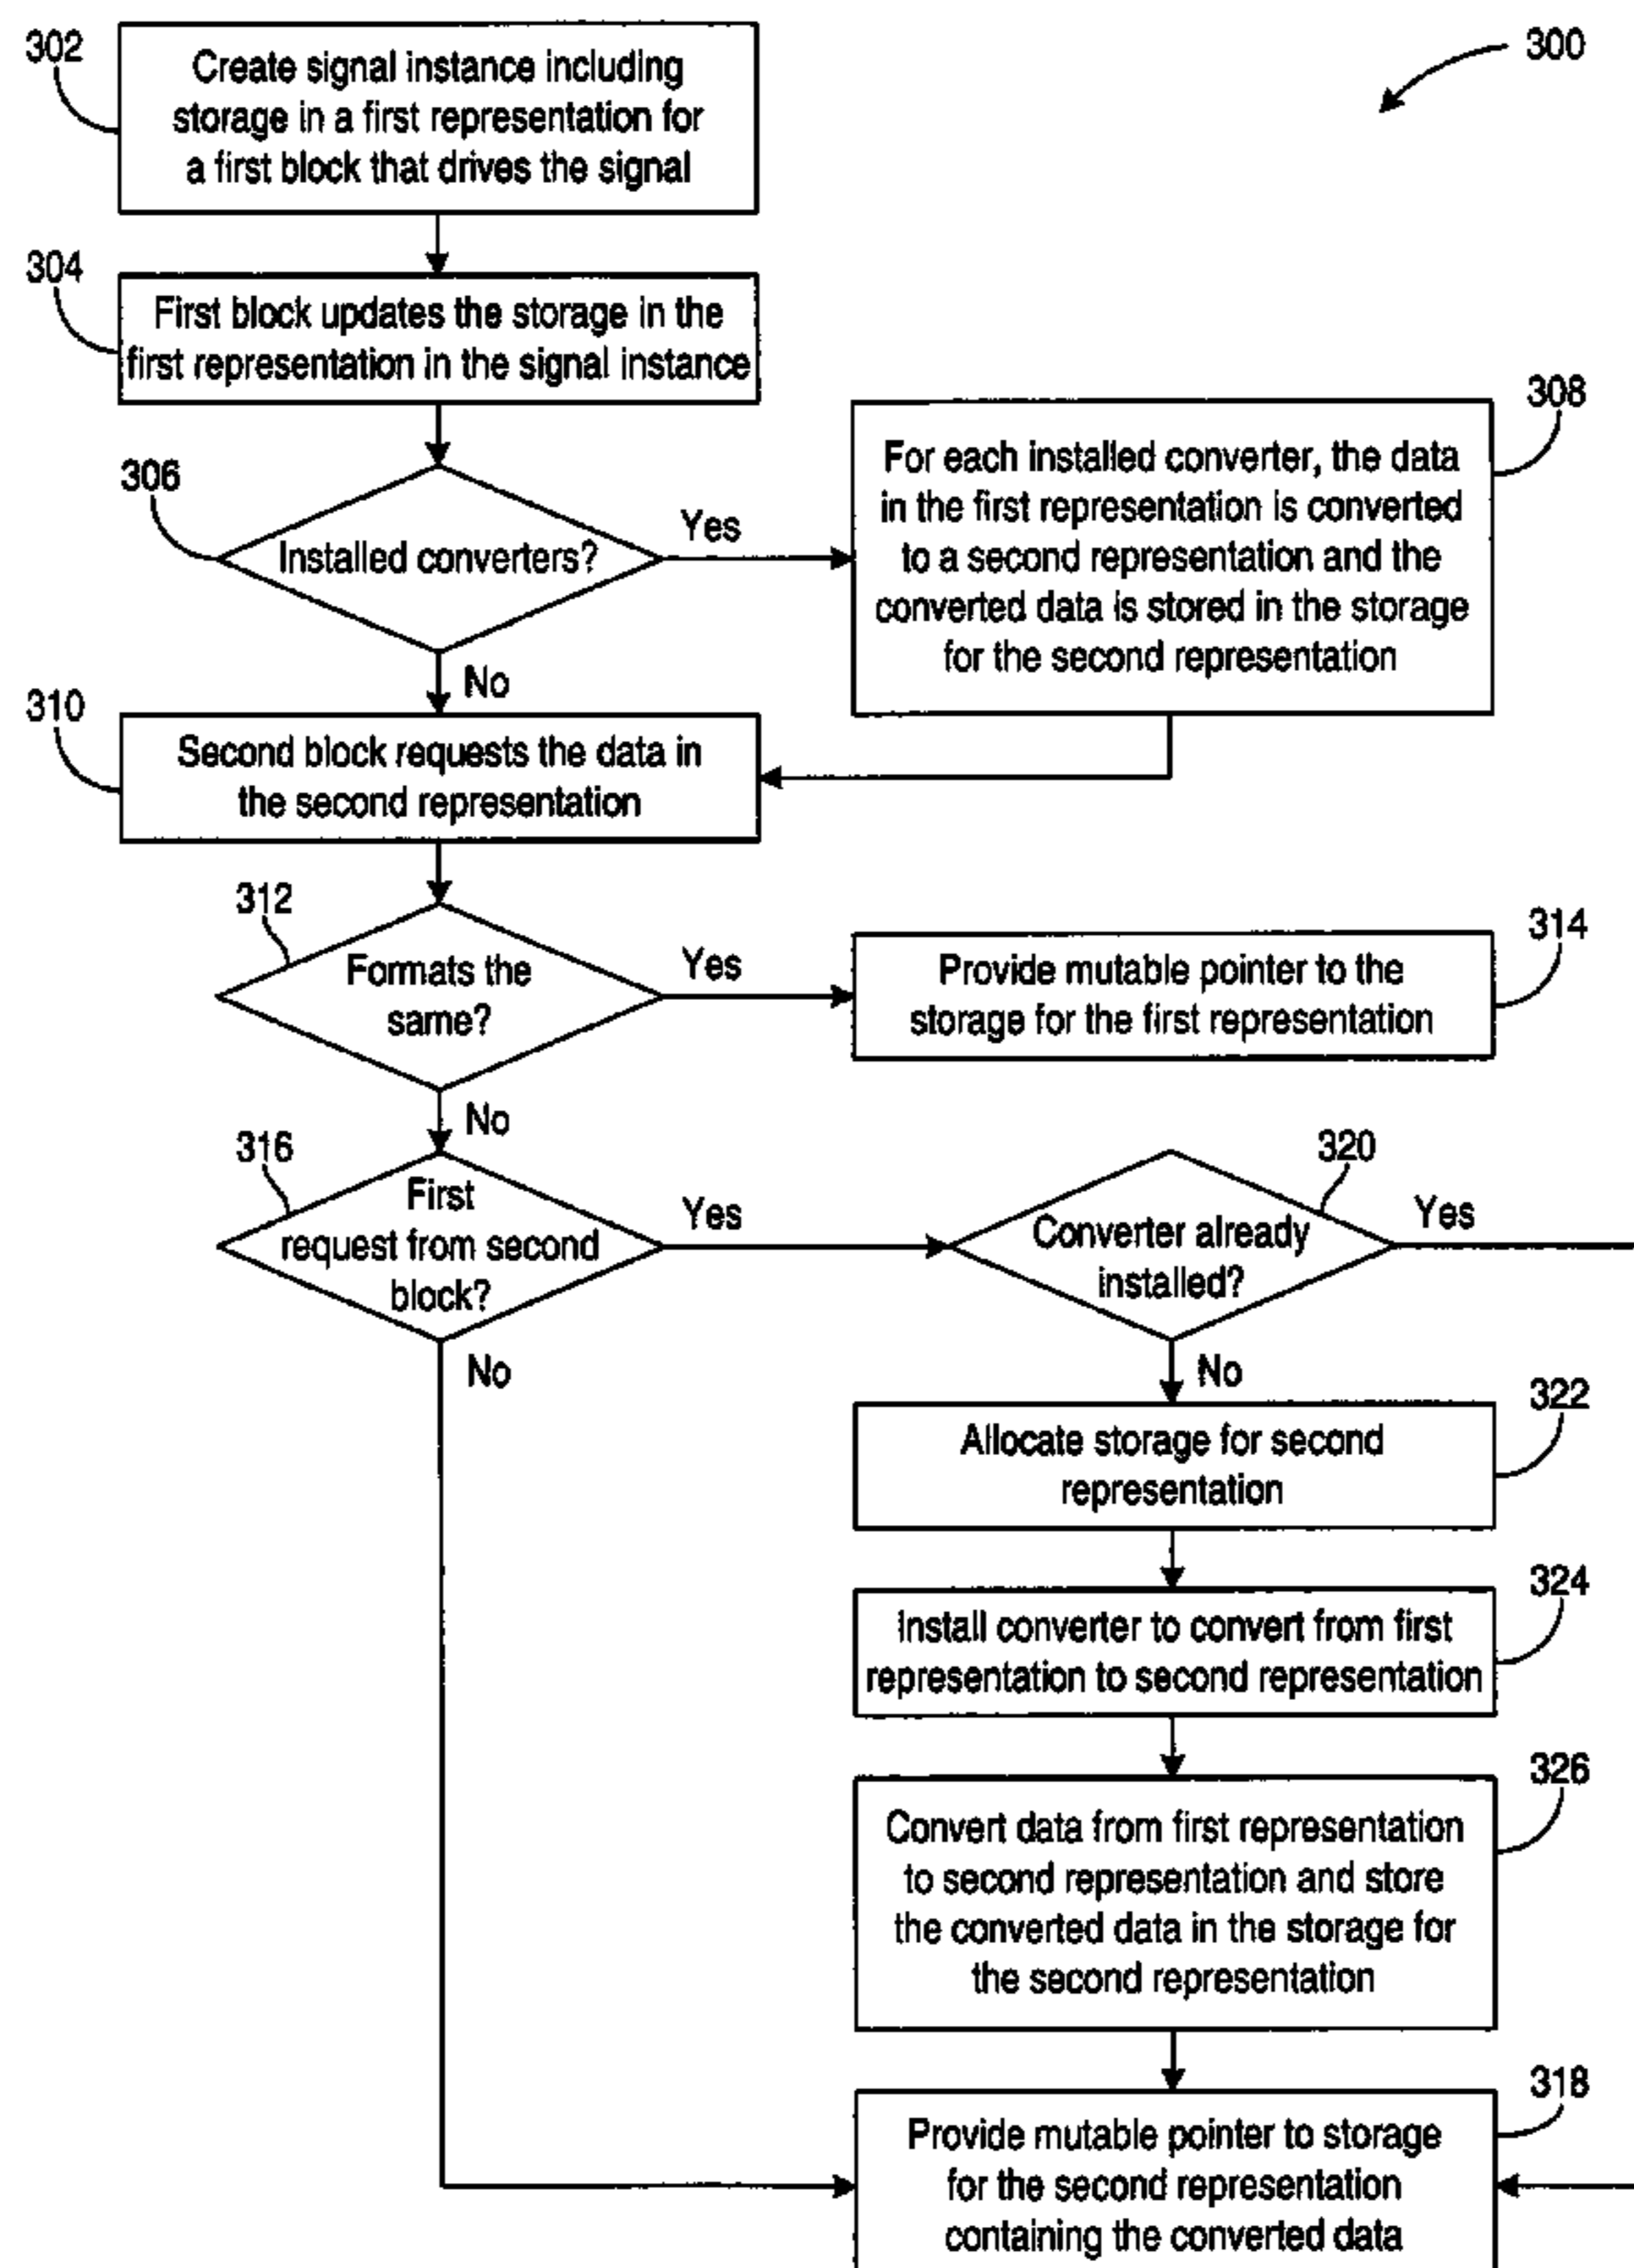 302
Create signal instance including
storage in a first representation for
a first block that drives the signal
300
304
First block updates the storage in the
first representation in the signal instance
306
Installed converters?
Yes
No
308
For each installed converter, the data
in the first representation is converted
to a second representation and the
converted data is stored in the storage
for the second representation
310
Second block requests the data in
the second representation
312
Formats the
same?
Yes
No
314
Provide mutable pointer to the
storage for the first representation
316
First
request from second
block?
Yes
No
320
Converter already
installed?
Yes
No
322
Allocate storage for second
representation
324
Install converter to convert from first
representation to second representation
326
Convert data from first representation
to second representation and store
the converted data in the storage for
the second representation
318
Provide mutable pointer to storage
for the second representation
containing the converted data